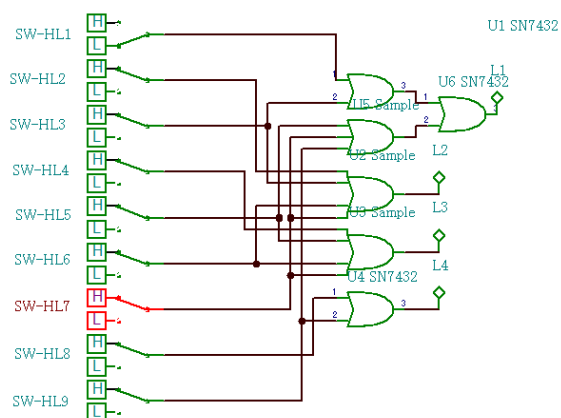 H
U1 SN7432
SW-HL1
L
L1
H
SW-HL2
1
3
U6 SN7432
L
2
U5 Sample
1
3
H
SW-HL3
2
L
U2 Sample
L2
H
SW-HL4
L
U3 Sample
L3
H
SW-HL5
L
H
SW-HL6
L
U4 SN7432
L4
H
SW-HL7
1
3
L
2
H
SW-HL8
L
H
SW-HL9
L